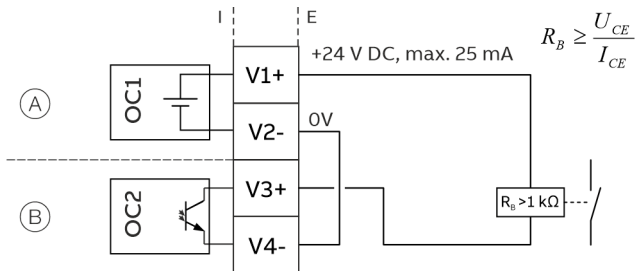 I E
+24 V DC, max. 25 mA
R_B ≥ U_CE / I_CE
A
OC1
V1+
V2-
0V
B
OC2
V3+
V4-
R_B >1 kΩ